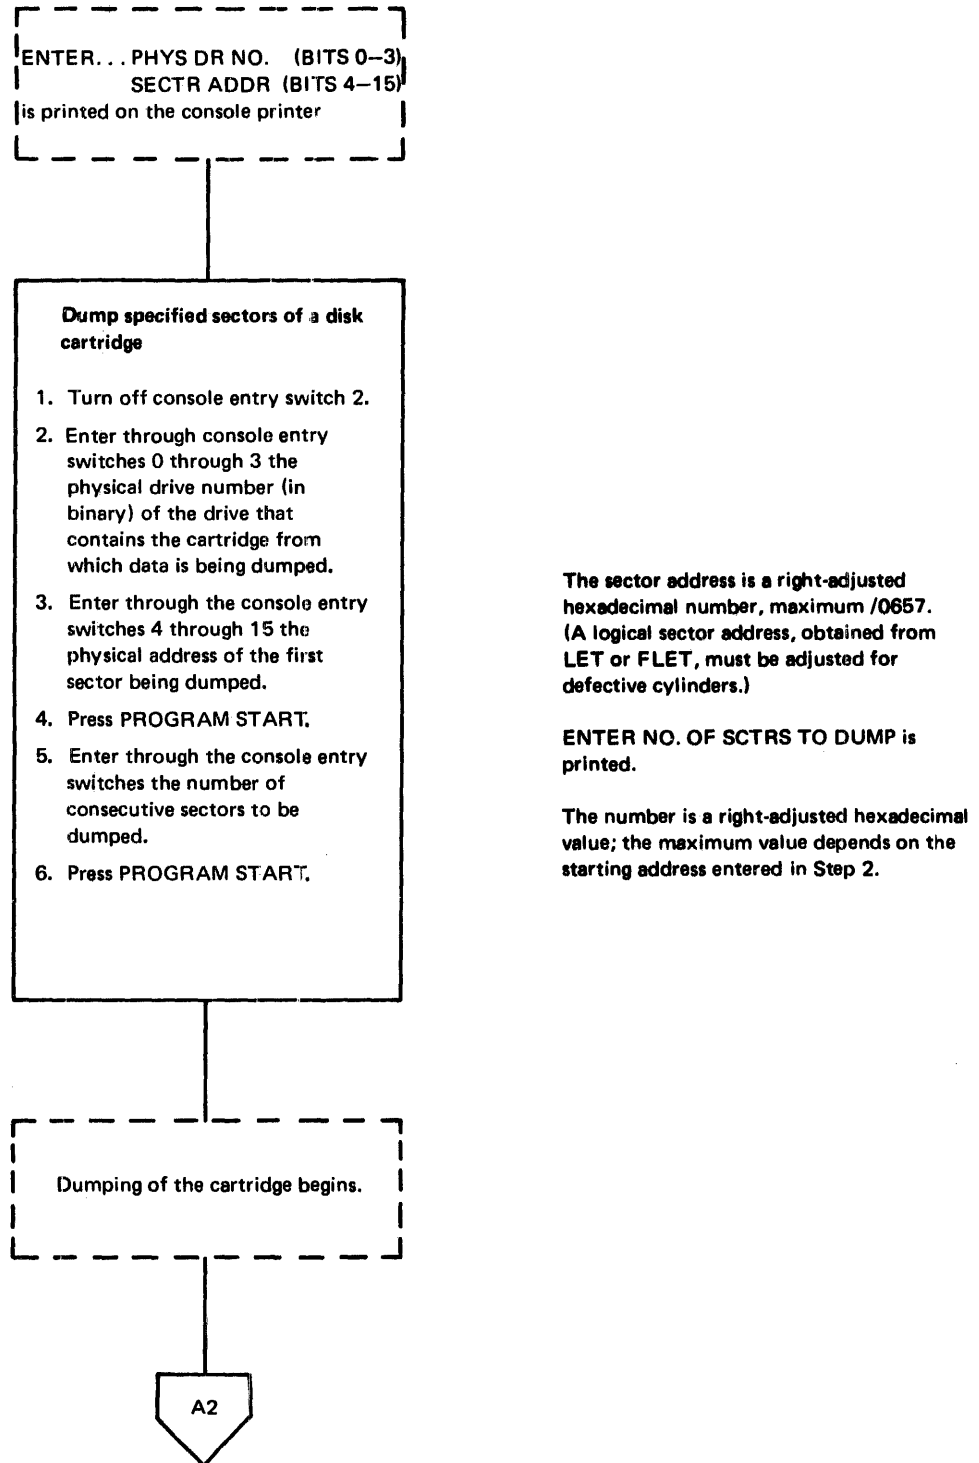 ENTER... PHYS DR NO. (BITS 0–3)
SECTR ADDR (BITS 4–15)
is printed on the console printer
Dump specified sectors of a disk
cartridge
1. Turn off console entry switch 2.
2. Enter through console entry
switches 0 through 3 the
physical drive number (in
binary) of the drive that
contains the cartridge from
which data is being dumped.
3. Enter through the console entry
switches 4 through 15 the
physical address of the first
sector being dumped.
4. Press PROGRAM START.
5. Enter through the console entry
switches the number of
consecutive sectors to be
dumped.
6. Press PROGRAM START.
The sector address is a right-adjusted
hexadecimal number, maximum /0657.
(A logical sector address, obtained from
LET or FLET, must be adjusted for
defective cylinders.)
ENTER NO. OF SCTRS TO DUMP is
printed.
The number is a right-adjusted hexadecimal
value; the maximum value depends on the
starting address entered in Step 2.
Dumping of the cartridge begins.
A2